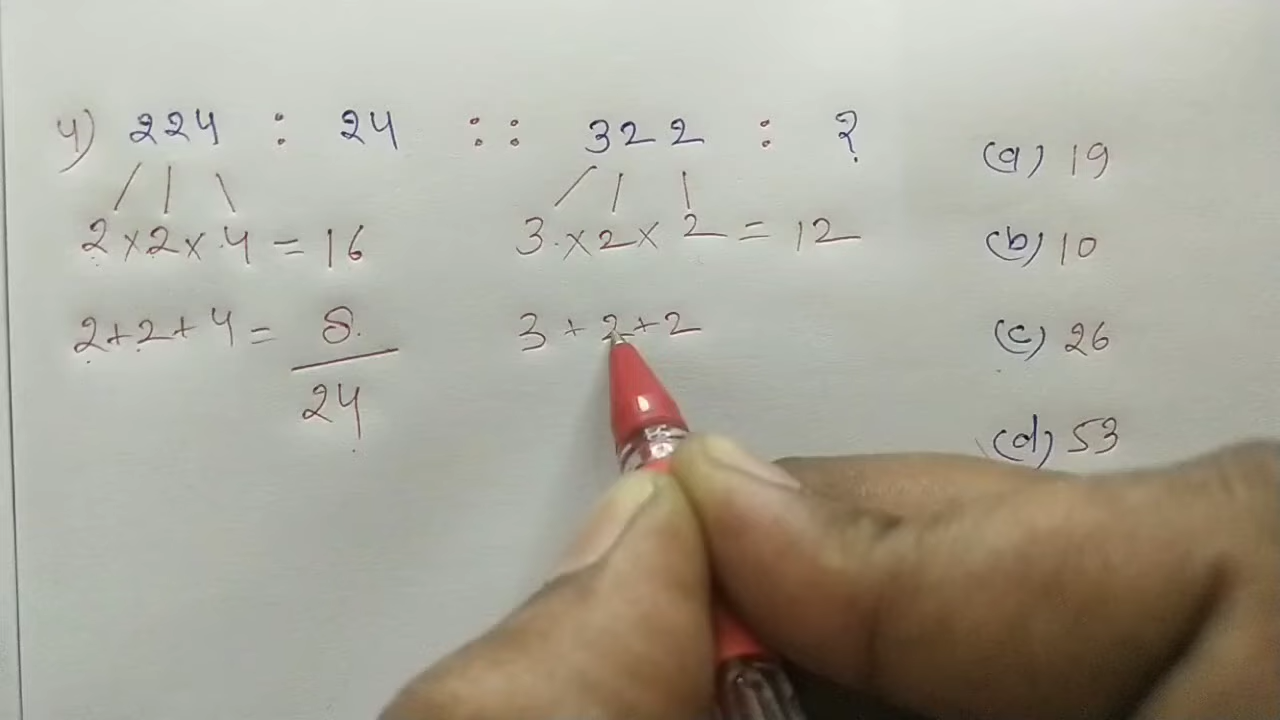 4) 224 : 24 :: 322 : ?
2×2×4 = 16
2+2+4 = 8
24
3×2×2 = 12
3+2+2
(a) 19
(b) 10
(c) 26
(d) 53